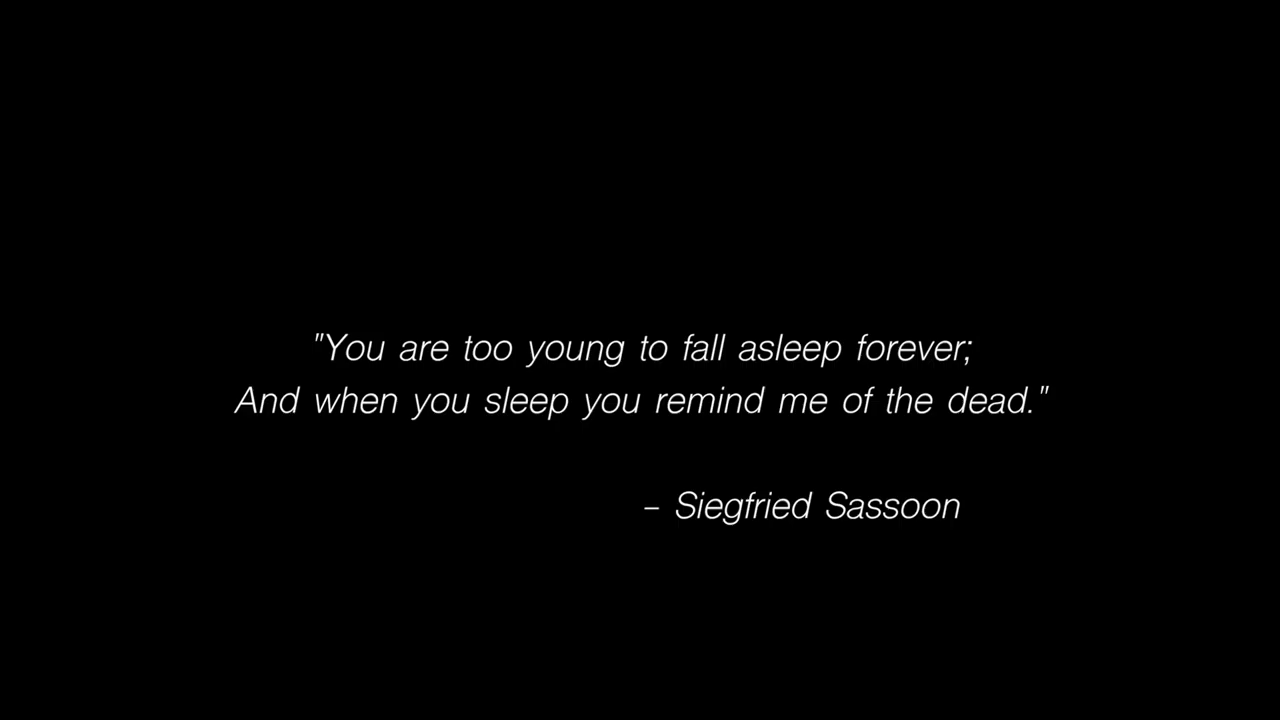 "You are too young to fall asleep forever;
And when you sleep you remind me of the dead."
– Siegfried Sassoon